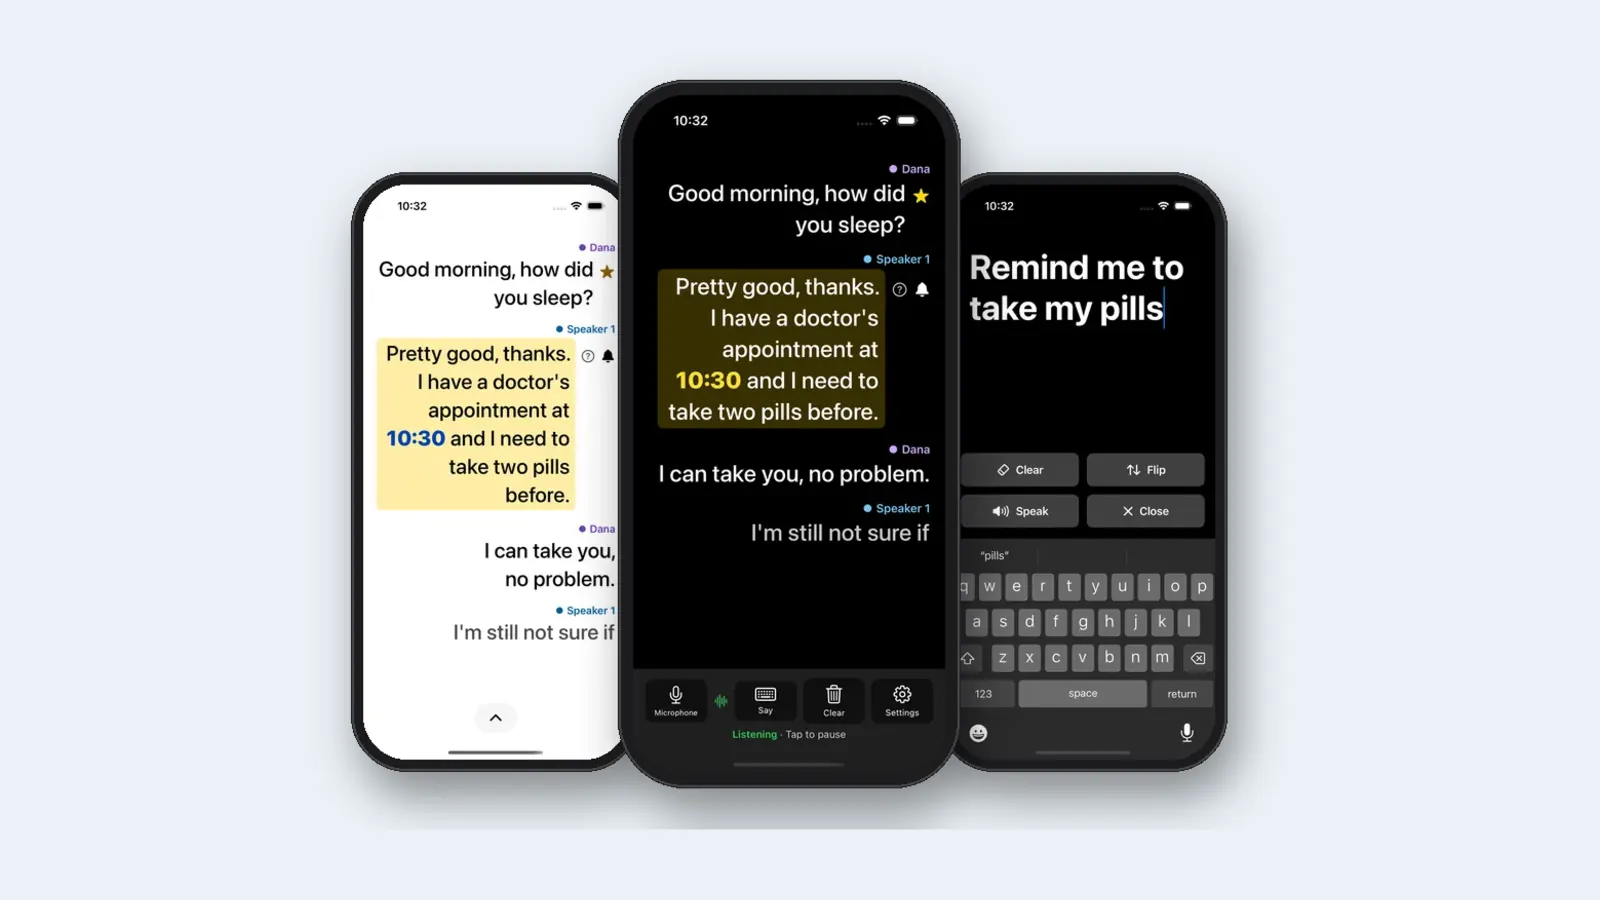 10:32
Dana
Good morning, how did
you sleep?
Speaker 1
Pretty good, thanks.
I have a doctor's
appointment at
10:30 and I need to
take two pills
before.
Dana
I can take you,
no problem.
Speaker 1
I'm still not sure if
10:32
Dana
Good morning, how did
you sleep?
Speaker 1
Pretty good, thanks.
I have a doctor's
appointment at
10:30 and I need to
take two pills before.
Dana
I can take you, no problem.
Speaker 1
I'm still not sure if
Microphone
Say
Clear
Settings
Listening · Tap to pause
10:32
Remind me to
take my pills
Clear
Flip
Speak
Close
"pills"
q w e r t y u i o p
a s d f g h j k l
z x c v b n m
123 space return